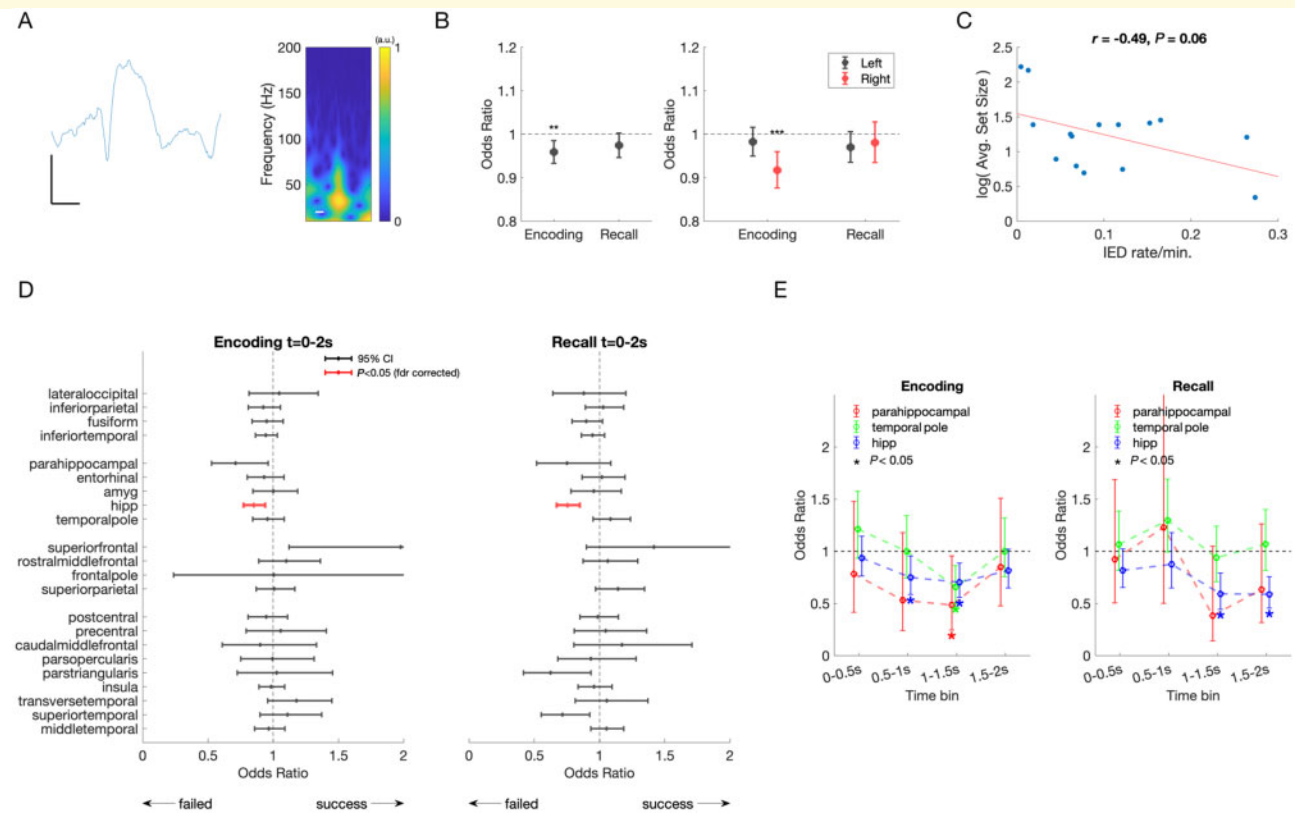 A
(a.u.)
200
150
100
50
Frequency (Hz)
1
0
B
1.2
1.1
1
0.9
0.8
Odds Ratio
**
Encoding
Recall
1.2
1.1
1
0.9
0.8
Odds Ratio
Left
Right
***
Encoding
Recall
C
r = -0.49, P = 0.06
2.5
2
1.5
1
0.5
0
log( Avg. Set Size )
0
0.1
0.2
0.3
IED rate/min.
D
Encoding t=0-2s
95% CI
P<0.05 (fdr corrected)
lateraloccipital
inferiorparietal
fusiform
inferiortemporal
parahippocampal
entorhinal
amyg
hipp
temporalpole
superiorfrontal
rostralmiddlefrontal
frontalpole
superiorparietal
postcentral
precentral
caudalmiddlefrontal
parsopercularis
parstriangularis
insula
transversetemporal
superiortemporal
middletemporal
0
0.5
1
1.5
2
Odds Ratio
failed
success
Recall t=0-2s
0
0.5
1
1.5
2
Odds Ratio
failed
success
E
Encoding
parahippocampal
temporal pole
hipp
P< 0.05
2
1.5
1
0.5
0
Odds Ratio
0-0.5s
0.5-1s
1-1.5s
1.5-2s
Time bin
Recall
parahippocampal
temporal pole
hipp
P< 0.05
2
1.5
1
0.5
0
Odds Ratio
0-0.5s
0.5-1s
1-1.5s
1.5-2s
Time bin